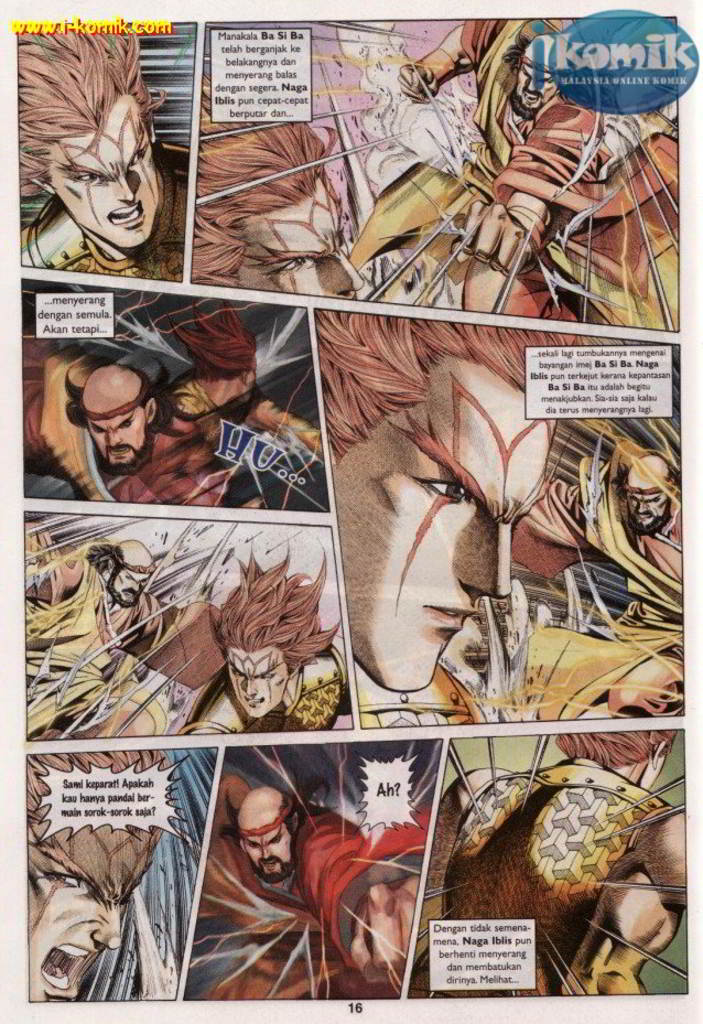 www.i-komik.com
ikomik
MALAYSIA ONLINE KOMIK
Manakala Ba Si Ba
telah berganjak ke
belakangnya dan
menyerang balas
dengan segera. Naga
Iblis pun cepat-cepat
berputar dan...
...menyerang
dengan semula.
Akan tetapi...
HU...
...sekali lagi tumbukannya mengenai
bayangan imej Ba Si Ba. Naga
Iblis pun terkejut kerana kepantasan
Ba Si Ba itu adalah begitu
menakjubkan. Sia-sia saja kalau
dia terus menyerangnya lagi.
Sami keparat! Apakah
kau hanya pandai ber-
main sorok-sorok saja?
Ah?
Dengan tidak semena-
mena, Naga Iblis pun
berhenti menyerang
dan membatukan
dirinya. Melihat...
16